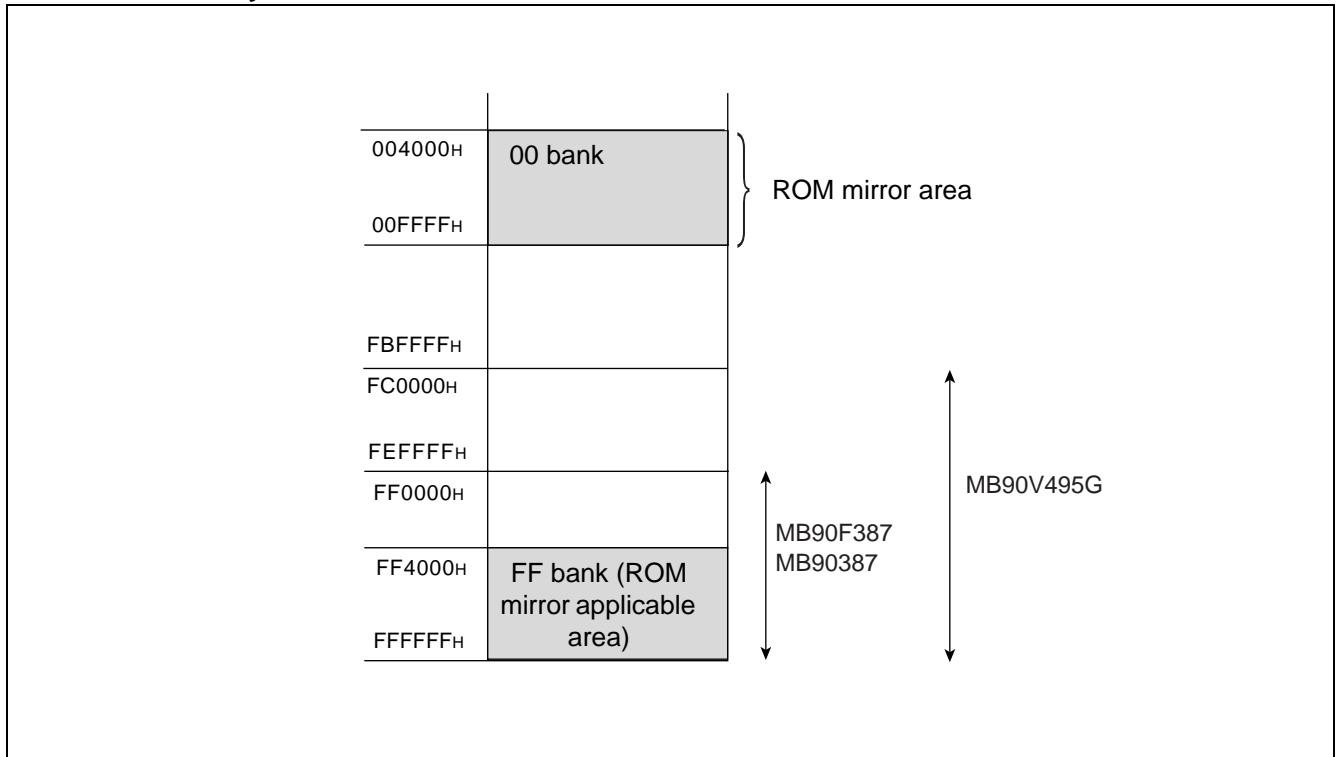 004000H
00 bank
ROM mirror area
00FFFFH
FBFFFFH
FC0000H
FEFFFFH
FF0000H
MB90V495G
MB90F387
MB90387
FF4000H
FF bank (ROM
mirror applicable
area)
FFFFFFH